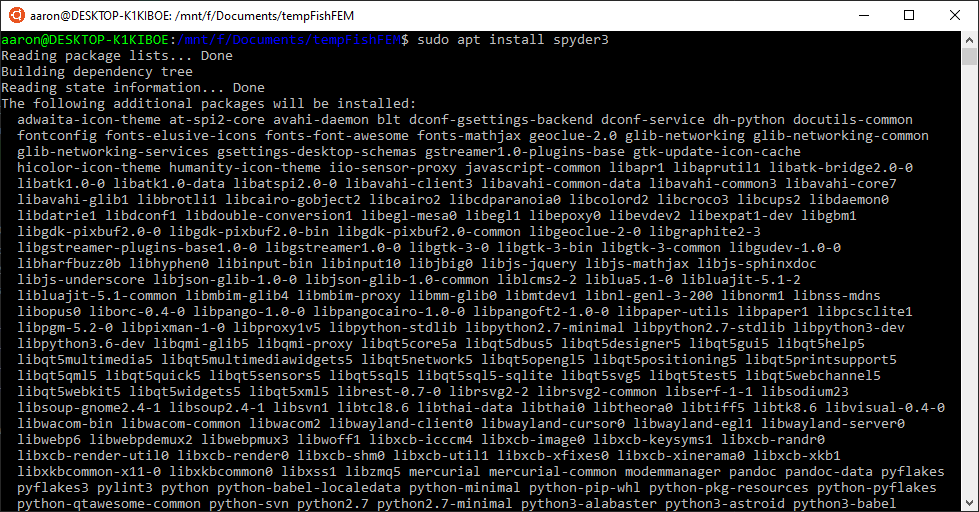 aaron@DESKTOP-K1KIBOE: /mnt/f/Documents/tempFishFEM
aaron@DESKTOP-K1KIBOE:/mnt/f/Documents/tempFishFEM$ sudo apt install spyder3
Reading package lists... Done
Building dependency tree
Reading state information... Done
The following additional packages will be installed:
  adwaita-icon-theme at-spi2-core avahi-daemon blt dconf-gsettings-backend dconf-service dh-python docutils-common
  fontconfig fonts-elusive-icons fonts-font-awesome fonts-mathjax geoclue-2.0 glib-networking glib-networking-common
  glib-networking-services gsettings-desktop-schemas gstreamer1.0-plugins-base gtk-update-icon-cache
  hicolor-icon-theme humanity-icon-theme iio-sensor-proxy javascript-common libapr1 libaprutil1 libatk-bridge2.0-0
  libatk1.0-0 libatk1.0-data libatspi2.0-0 libavahi-client3 libavahi-common-data libavahi-common3 libavahi-core7
  libavahi-glib1 libbrotli1 libcairo-gobject2 libcairo2 libcdparanoia0 libcolord2 libcroco3 libcups2 libdaemon0
  libdatrie1 libdconf1 libdouble-conversion1 libegl-mesa0 libegl1 libepoxy0 libevdev2 libexpat1-dev libgbm1
  libgdk-pixbuf2.0-0 libgdk-pixbuf2.0-bin libgdk-pixbuf2.0-common libgeoclue-2-0 libgraphite2-3
  libgstreamer-plugins-base1.0-0 libgstreamer1.0-0 libgtk-3-0 libgtk-3-bin libgtk-3-common libgudev-1.0-0
  libharfbuzz0b libhyphen0 libinput-bin libinput10 libjbig0 libjs-jquery libjs-mathjax libjs-sphinxdoc
  libjs-underscore libjson-glib-1.0-0 libjson-glib-1.0-common liblcms2-2 liblua5.1-0 libluajit-5.1-2
  libluajit-5.1-common libmbim-glib4 libmbim-proxy libmm-glib0 libmtdev1 libnl-genl-3-200 libnorm1 libnss-mdns
  libopus0 liborc-0.4-0 libpango-1.0-0 libpangocairo-1.0-0 libpangoft2-1.0-0 libpaper-utils libpaper1 libpcsclite1
  libpgm-5.2-0 libpixman-1-0 libproxy1v5 libpython-stdlib libpython2.7-minimal libpython2.7-stdlib libpython3-dev
  libpython3.6-dev libqmi-glib5 libqmi-proxy libqt5core5a libqt5dbus5 libqt5designer5 libqt5gui5 libqt5help5
  libqt5multimedia5 libqt5multimediawidgets5 libqt5network5 libqt5opengl5 libqt5positioning5 libqt5printsupport5
  libqt5qml5 libqt5quick5 libqt5sensors5 libqt5sql5 libqt5sql5-sqlite libqt5svg5 libqt5test5 libqt5webchannel5
  libqt5webkit5 libqt5widgets5 libqt5xml5 librest-0.7-0 librsvg2-2 librsvg2-common libserf-1-1 libsodium23
  libsoup-gnome2.4-1 libsoup2.4-1 libsvn1 libtcl8.6 libthai-data libthai0 libtheora0 libtiff5 libtk8.6 libvisual-0.4-0
  libwacom-bin libwacom-common libwacom2 libwayland-client0 libwayland-cursor0 libwayland-egl1 libwayland-server0
  libwebp6 libwebpdemux2 libwebpmux3 libwoff1 libxcb-icccm4 libxcb-image0 libxcb-keysyms1 libxcb-randr0
  libxcb-render-util0 libxcb-render0 libxcb-shm0 libxcb-util1 libxcb-xfixes0 libxcb-xinerama0 libxcb-xkb1
  libxkbcommon-x11-0 libxkbcommon0 libxss1 libzmq5 mercurial mercurial-common modemmanager pandoc pandoc-data pyflakes
  pyflakes3 pylint3 python python-babel-localedata python-minimal python-pip-whl python-pkg-resources python-pyflakes
  python-qtawesome-common python-svn python2.7 python2.7-minimal python3-alabaster python3-astroid python3-babel